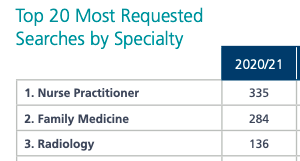 Top 20 Most Requested
Searches by Specialty
2020/21
1. Nurse Practitioner 335
2. Family Medicine 284
3. Radiology 136